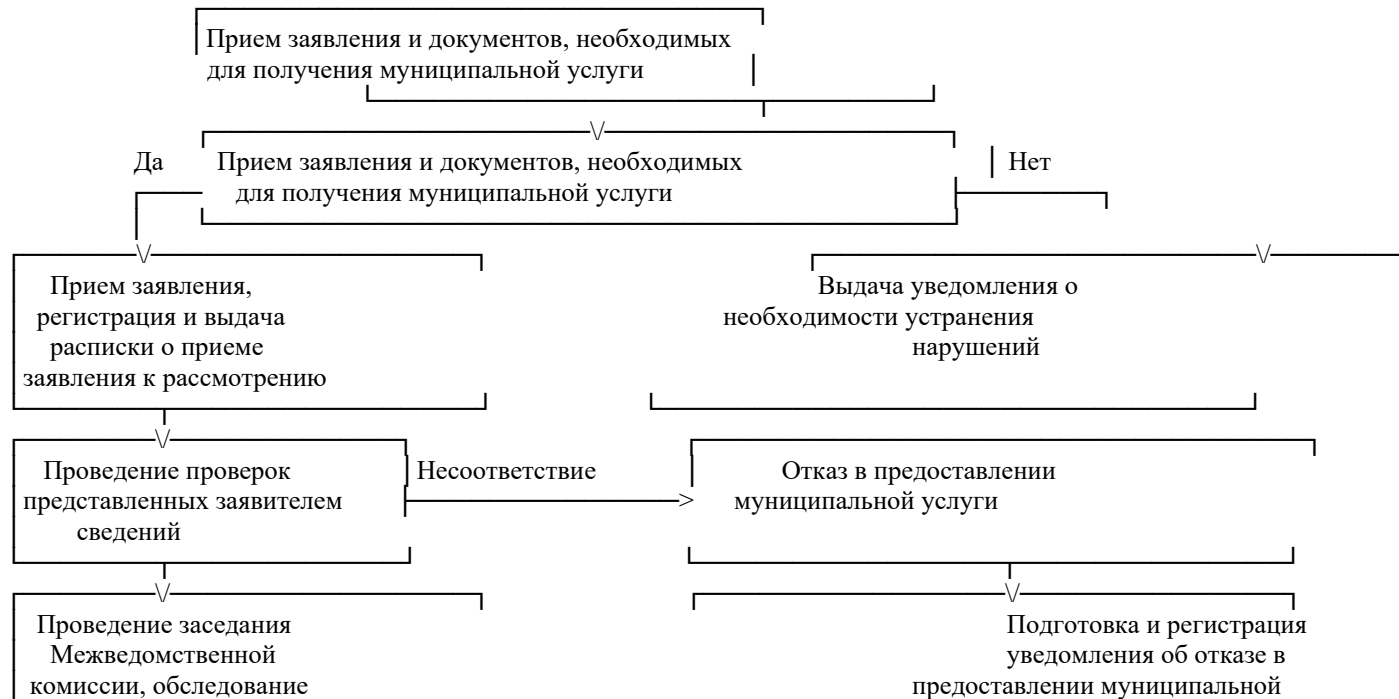 Прием заявления и документов, необходимых
для получения муниципальной услуги
Да
Прием заявления и документов, необходимых
для получения муниципальной услуги
Нет
Прием заявления,
регистрация и выдача
расписки о приеме
заявления к рассмотрению
Выдача уведомления о
необходимости устранения
нарушений
Проведение проверок
представленных заявителем
сведений
Несоответствие
Отказ в предоставлении
муниципальной услуги
Проведение заседания
Межведомственной
комиссии, обследование
Подготовка и регистрация
уведомления об отказе в
предоставлении муниципальной